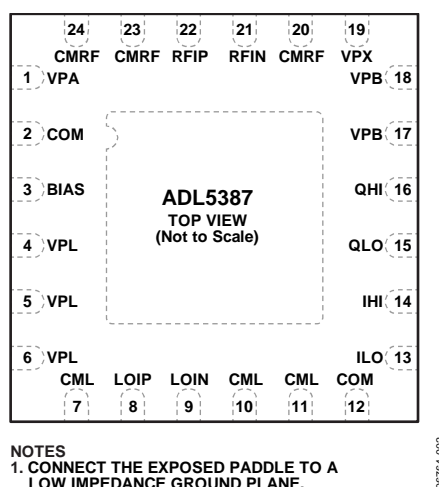 24 23 22 21 20 19
CMRF CMRF RFIP RFIN CMRF VPX
1 VPA VPB 18
2 COM VPB 17
3 BIAS QHI 16
ADL5387
TOP VIEW
(Not to Scale)
4 VPL QLO 15
5 VPL IHI 14
6 VPL ILO 13
CML LOIP LOIN CML CML COM
7 8 9 10 11 12
NOTES
1. CONNECT THE EXPOSED PADDLE TO A
LOW IMPEDANCE GROUND PLANE.